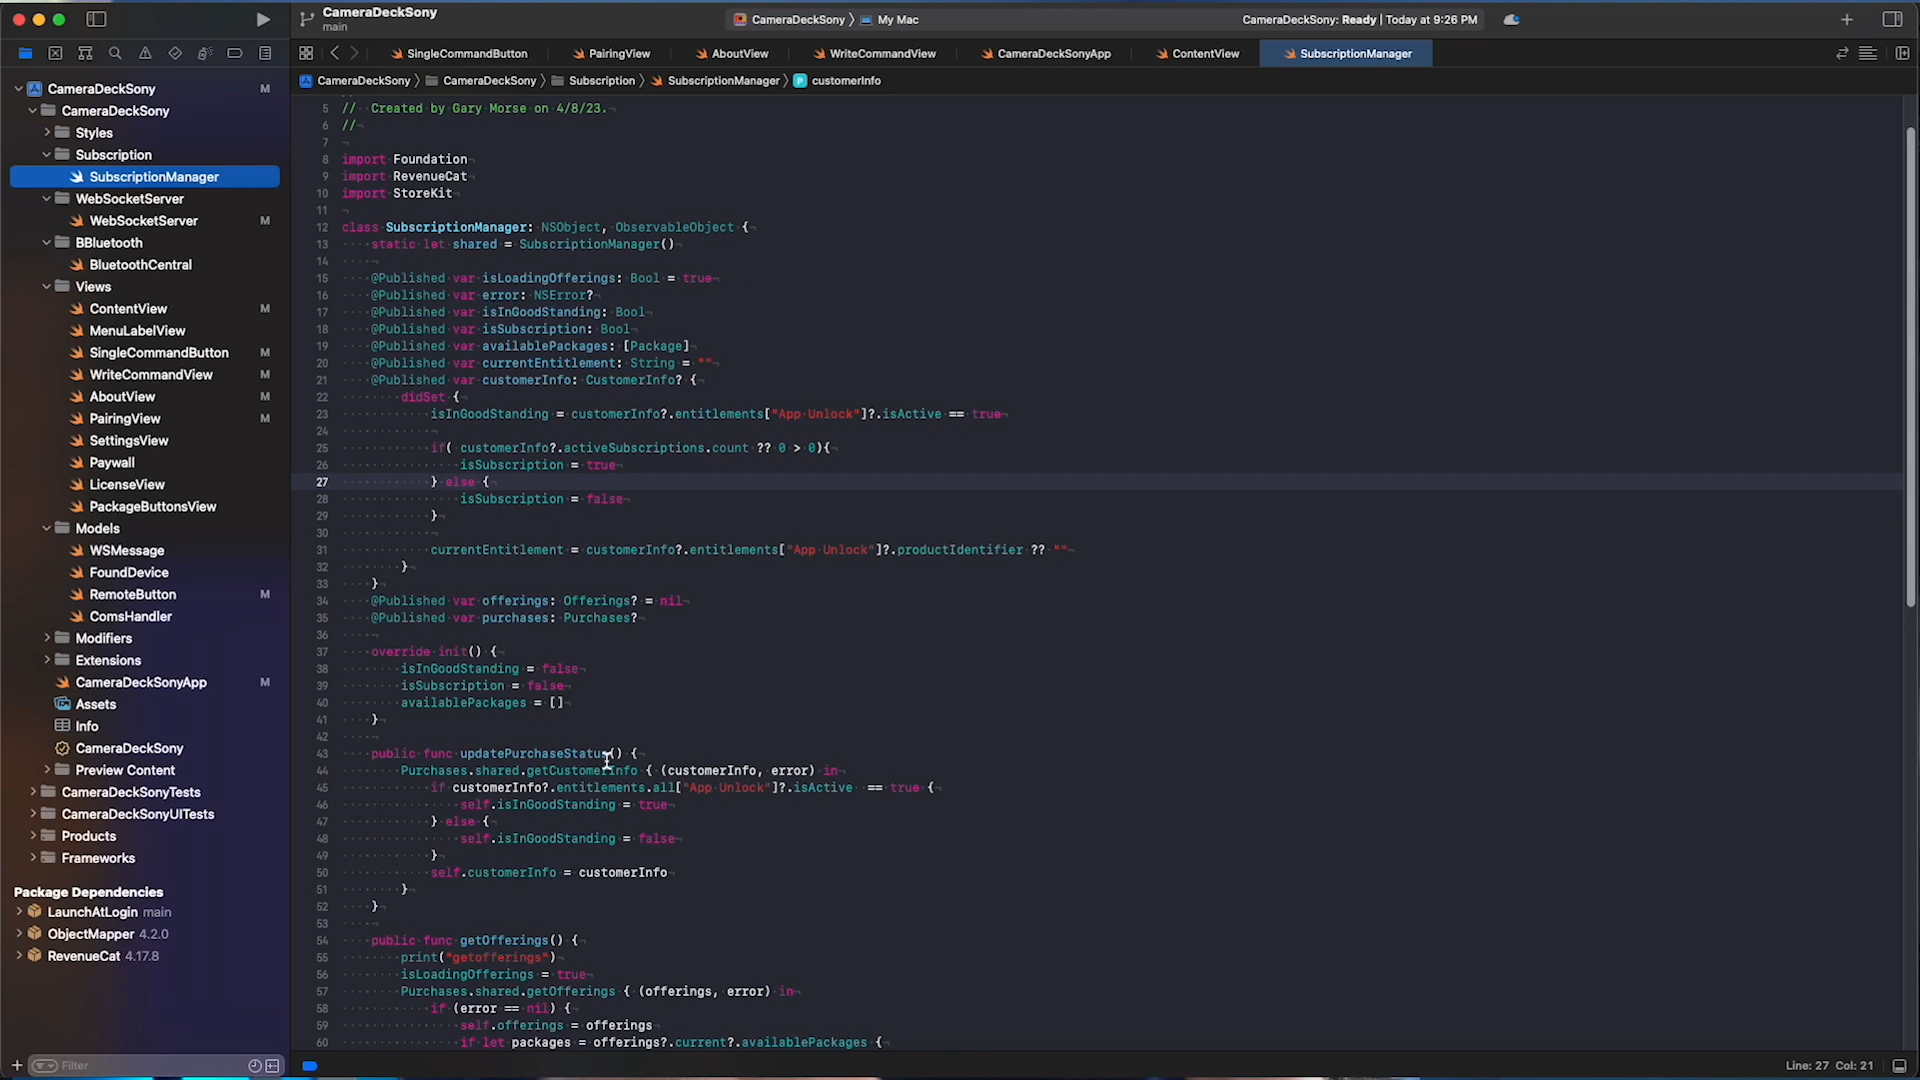 CameraDeckSony
main
CameraDeckSony 〉 My Mac
CameraDeckSony: Ready | Today at 9:26 PM
SingleCommandButton
PairingView
AboutView
WriteCommandView
CameraDeckSonyApp
ContentView
SubscriptionManager
CameraDeckSony 〉 CameraDeckSony 〉 Subscription 〉 SubscriptionManager 〉 P customerInfo
CameraDeckSony M
CameraDeckSony
Styles
Subscription
SubscriptionManager
WebSocketServer
WebSocketServer M
BBluetooth
BluetoothCentral
Views
ContentView M
MenuLabelView
SingleCommandButton M
WriteCommandView M
AboutView
PairingView M
SettingsView
Paywall
LicenseView
PackageButtonsView
Models
WSMessage
FoundDevice
RemoteButton M
ComsHandler
Modifiers
Extensions
CameraDeckSonyApp M
Assets
Info
CameraDeckSony
Preview Content
CameraDeckSonyTests
CameraDeckSonyUITests
Products
Frameworks
Package Dependencies
LaunchAtLogin main
ObjectMapper 4.2.0
RevenueCat 4.17.8
Filter
5 // Created by Gary Morse on 4/8/23.
6 //
7
8 import Foundation
9 import RevenueCat
10 import StoreKit
11
12 class SubscriptionManager: NSObject, ObservableObject {
13 static let shared = SubscriptionManager()
14
15 @Published var isLoadingOfferings: Bool = true
16 @Published var error: NSError?
17 @Published var isInGoodStanding: Bool
18 @Published var isSubscription: Bool
19 @Published var availablePackages: [Package]
20 @Published var currentEntitlement: String = ""
21 @Published var customerInfo: CustomerInfo? {
22 didSet {
23 isInGoodStanding = customerInfo?.entitlements["App Unlock"]?.isActive == true
24
25 if( customerInfo?.activeSubscriptions.count ?? 0 > 0){
26 isSubscription = true
27 } else {
28 isSubscription = false
29 }
30
31 currentEntitlement = customerInfo?.entitlements["App Unlock"]?.productIdentifier ?? ""
32 }
33 }
34 @Published var offerings: Offerings? = nil
35 @Published var purchases: Purchases?
36
37 override init() {
38 isInGoodStanding = false
39 isSubscription = false
40 availablePackages = []
41 }
42
43 public func updatePurchaseStatus() {
44 Purchases.shared.getCustomerInfo { (customerInfo, error) in
45 if customerInfo?.entitlements.all["App Unlock"]?.isActive == true {
46 self.isInGoodStanding = true
47 } else {
48 self.isInGoodStanding = false
49 }
50 self.customerInfo = customerInfo
51 }
52 }
53
54 public func getOfferings() {
55 print("getofferings")
56 isLoadingOfferings = true
57 Purchases.shared.getOfferings { (offerings, error) in
58 if (error == nil) {
59 self.offerings = offerings
60 if let packages = offerings?.current?.availablePackages {
Line: 27 Col: 21